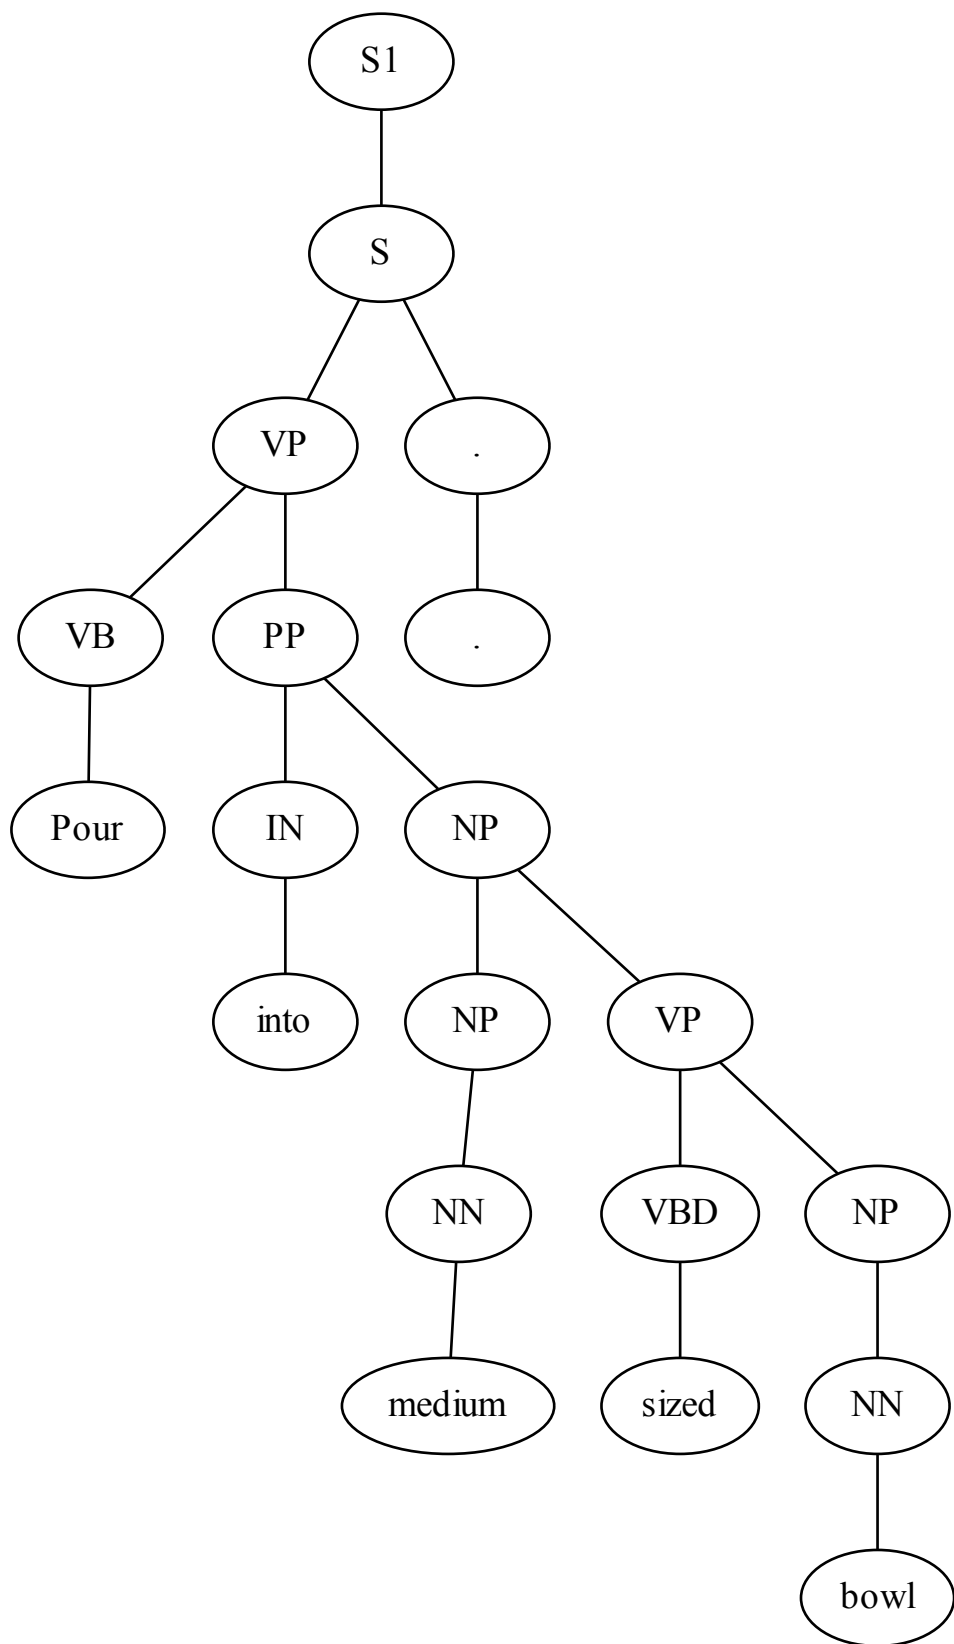 S1
S
VP .
VB PP .
Pour IN NP
into NP VP
NN VBD NP
medium sized NN
bowl